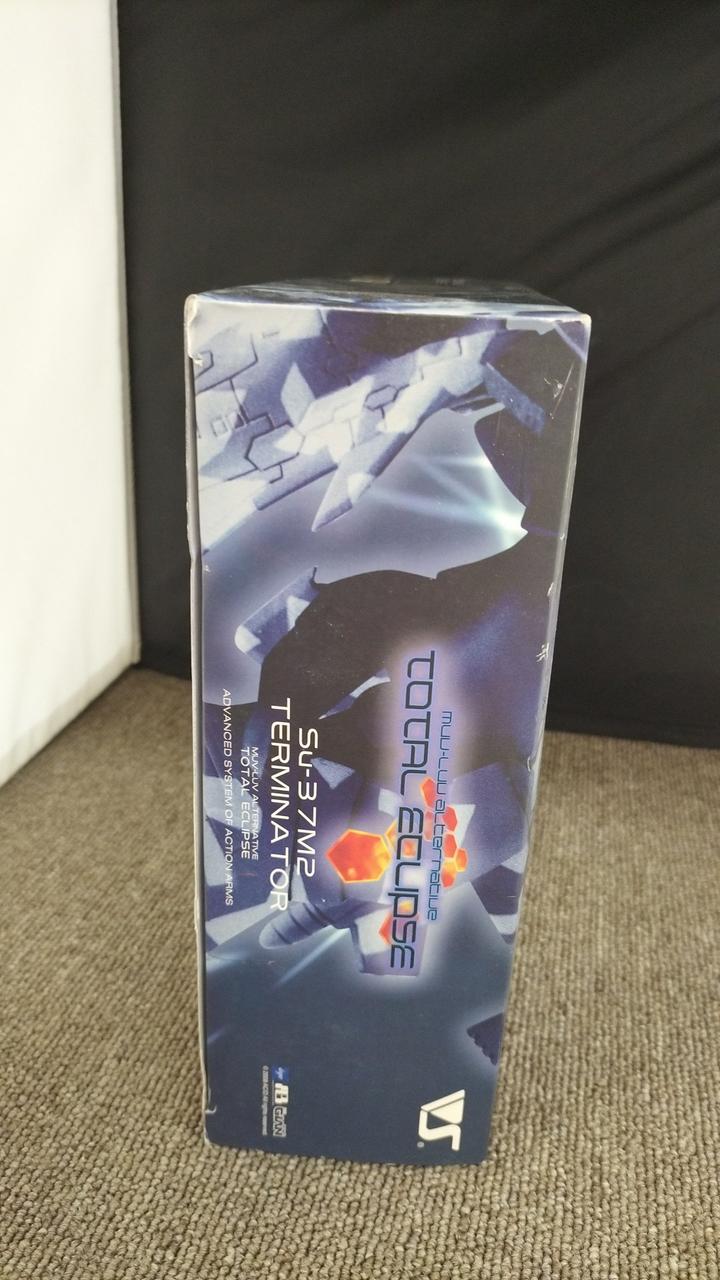 muv-luv alternative
TOTAL ECLIPSE
Su-37M2
TERMINATOR
MUV-LUV ALTERNATIVE
TOTAL ECLIPSE
ADVANCED SYSTEM OF ACTION ARMS
VS